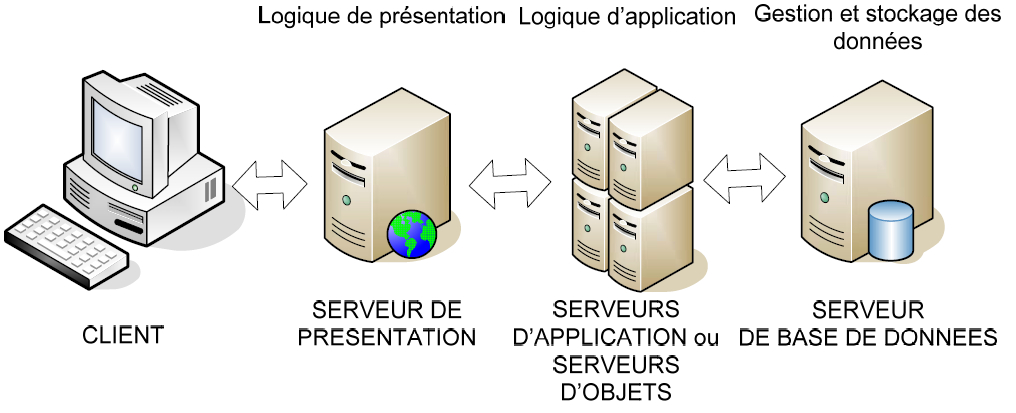 Logique de présentation
Logique d'application
Gestion et stockage des
données
CLIENT
SERVEUR DE
PRESENTATION
SERVEURS
D'APPLICATION ou
SERVEURS
D'OBJETS
SERVEUR
DE BASE DE DONNEES